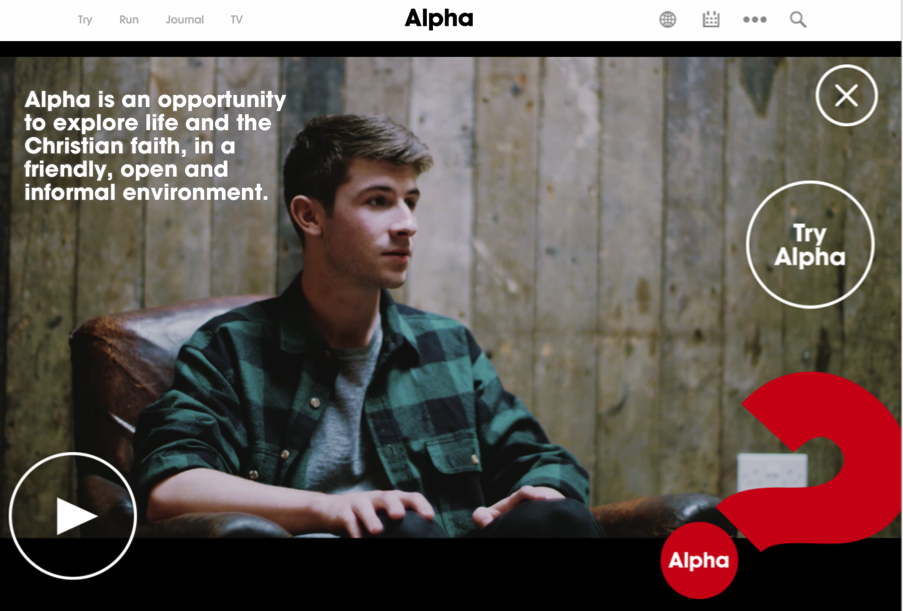 Try Run Journal TV
Alpha
Alpha is an opportunity
to explore life and the
Christian faith, in a
friendly, open and
informal environment.
Try
Alpha
Alpha